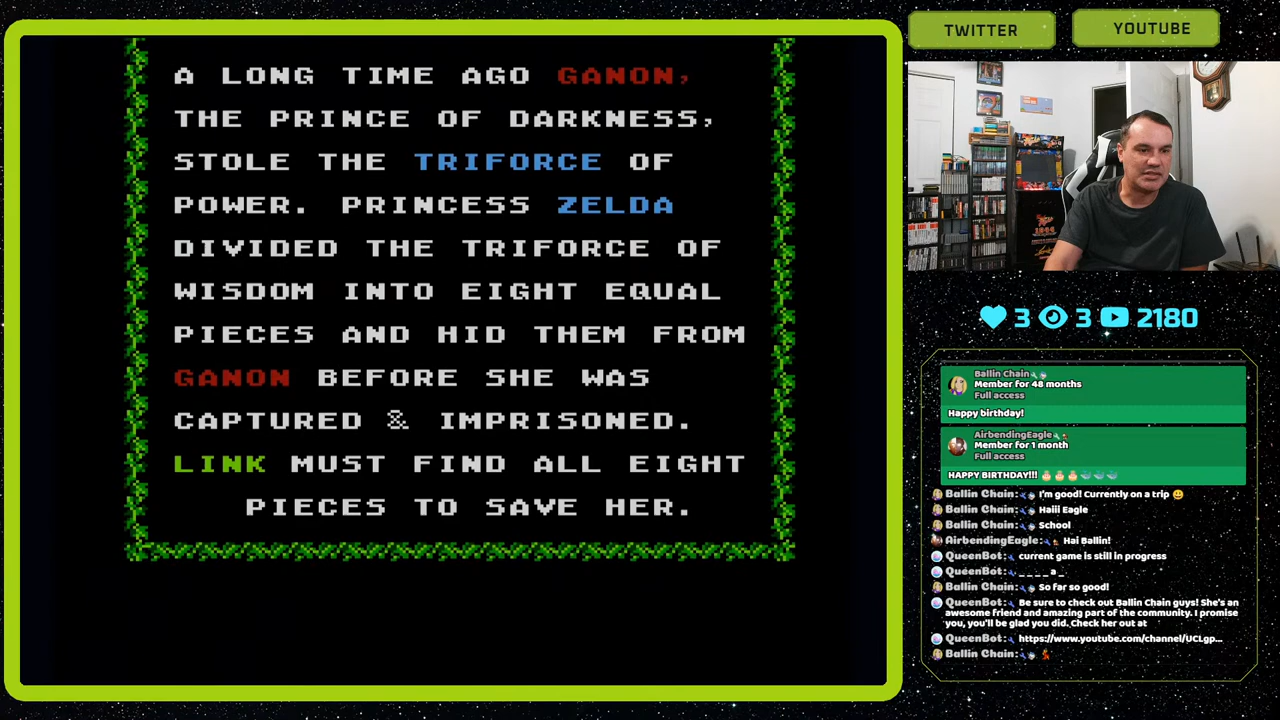 A LONG TIME AGO GANON,
THE PRINCE OF DARKNESS,
STOLE THE TRIFORCE OF
POWER. PRINCESS ZELDA
DIVIDED THE TRIFORCE OF
WISDOM INTO EIGHT EQUAL
PIECES AND HID THEM FROM
GANON BEFORE SHE WAS
CAPTURED & IMPRISONED.
LINK MUST FIND ALL EIGHT
PIECES TO SAVE HER.
TWITTER
YOUTUBE
3 3 2180
Ballin Chain
Member for 48 months
Full access
Happy birthday!
AirbendingEagle
Member for 1 month
Full access
HAPPY BIRTHDAY!!! 🎂🎂🎂🐳🐳🐳
Ballin Chain: I'm good! Currently on a trip 😃
Ballin Chain: Haiii Eagle
Ballin Chain: School
AirbendingEagle: Hai Ballin!
QueenBot: current game is still in progress
QueenBot: _ _ _ _ a _
Ballin Chain: So far so good!
QueenBot: Be sure to check out Ballin Chain guys! She's an
awesome friend and amazing part of the community. I promise
you, you'll be glad you did. Check her out at
QueenBot: https://www.youtube.com/channel/UCLgp...
Ballin Chain: 💃